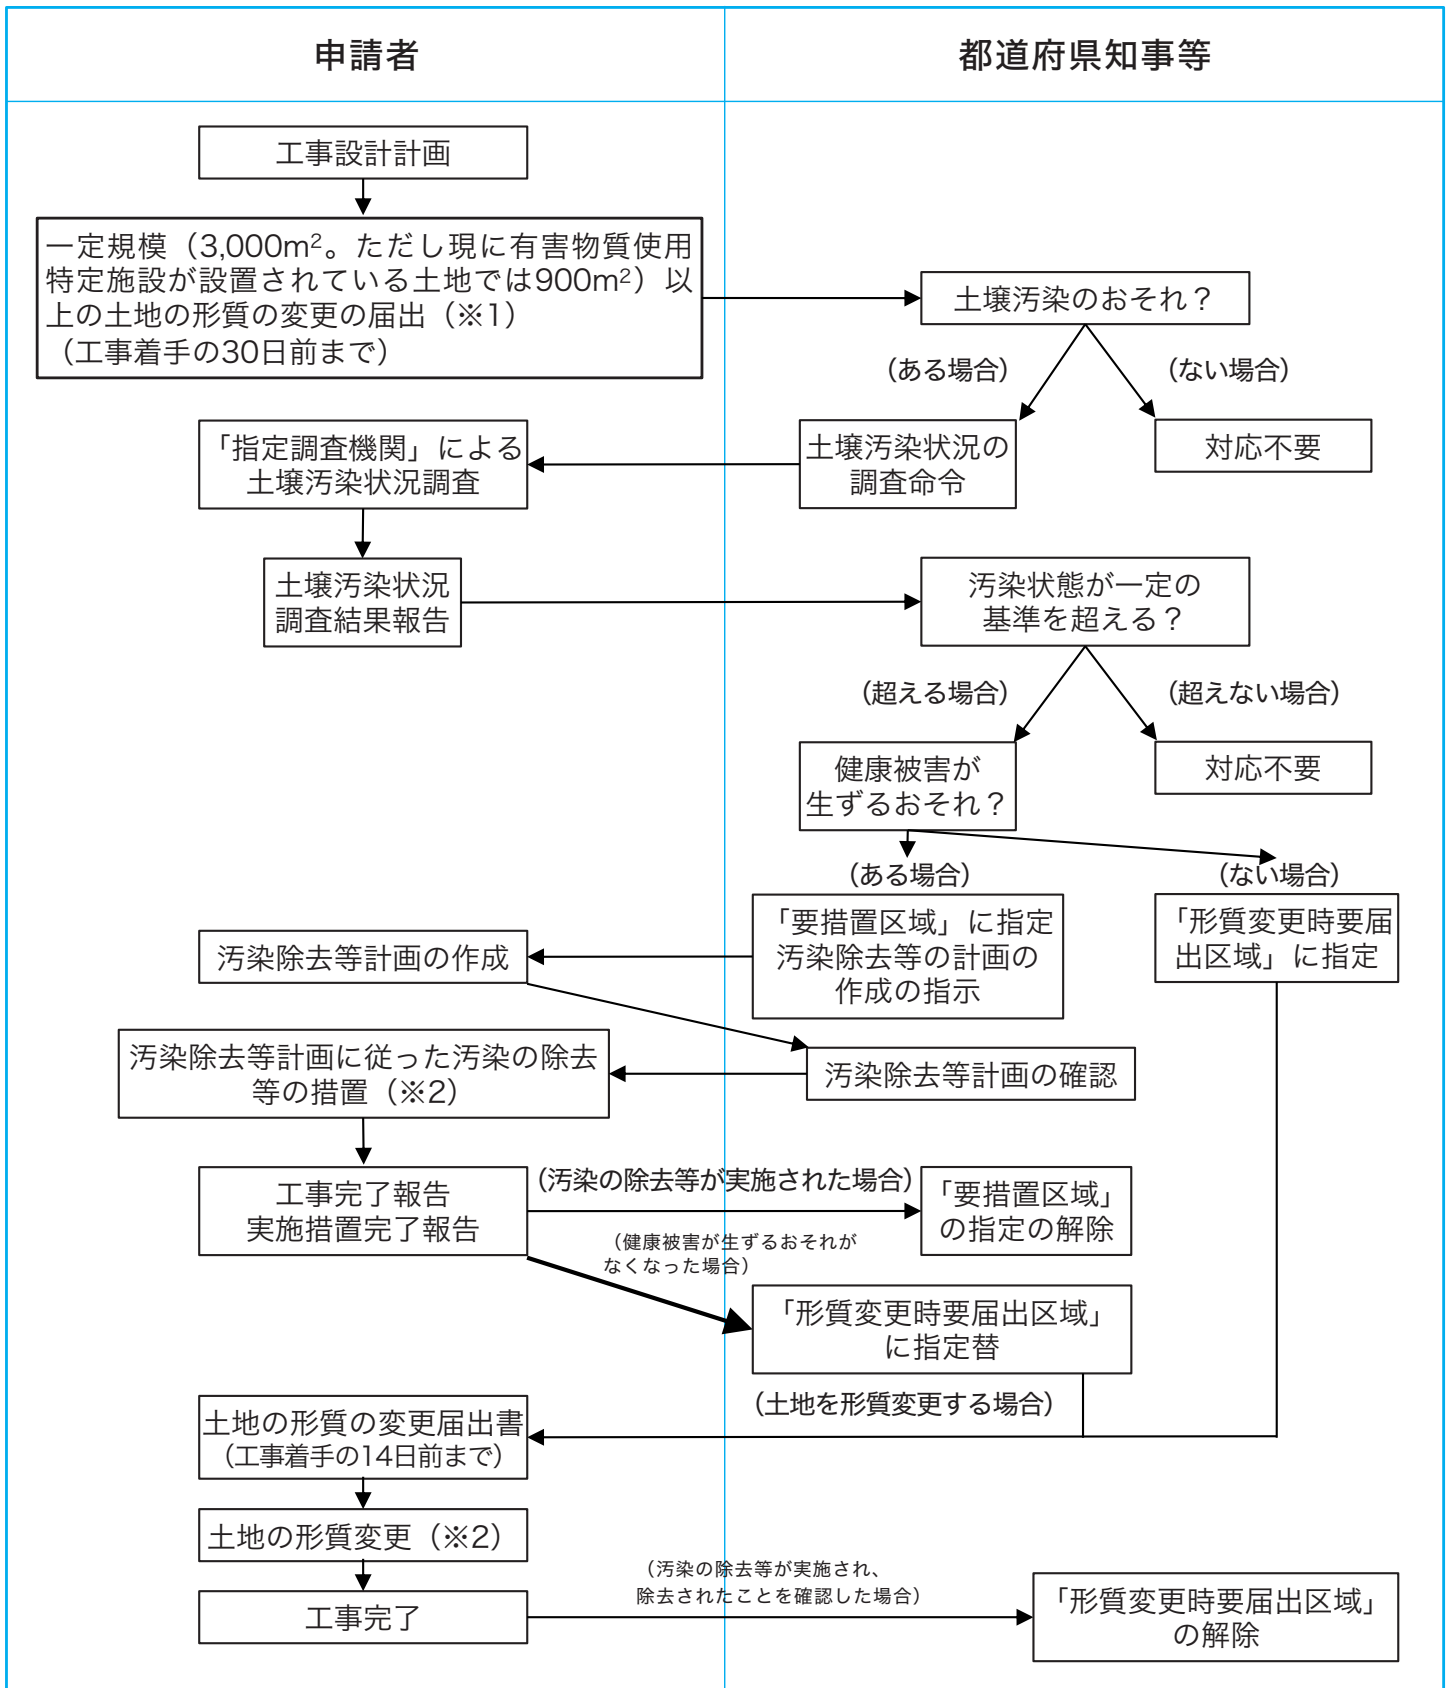 申請者
都道府県知事等
工事設計計画
一定規模（3,000m²。ただし現に有害物質使用
特定施設が設置されている土地では900m²）以
上の土地の形質の変更の届出（※1）
（工事着手の30日前まで）
土壌汚染のおそれ？
（ある場合）
（ない場合）
土壌汚染状況の
調査命令
対応不要
「指定調査機関」による
土壌汚染状況調査
土壌汚染状況
調査結果報告
汚染状態が一定の
基準を超える？
（超える場合）
（超えない場合）
健康被害が
生ずるおそれ？
対応不要
（ある場合）
（ない場合）
「要措置区域」に指定
汚染除去等の計画の
作成の指示
「形質変更時要届
出区域」に指定
汚染除去等計画の作成
汚染除去等計画の確認
汚染除去等計画に従った汚染の除去
等の措置（※2）
工事完了報告
実施措置完了報告
（汚染の除去等が実施された場合）
「要措置区域」
の指定の解除
（健康被害が生ずるおそれが
なくなった場合）
「形質変更時要届出区域」
に指定替
（土地を形質変更する場合）
土地の形質の変更届出書
（工事着手の14日前まで）
土地の形質変更（※2）
工事完了
（汚染の除去等が実施され、
除去されたことを確認した場合）
「形質変更時要届出区域」
の解除